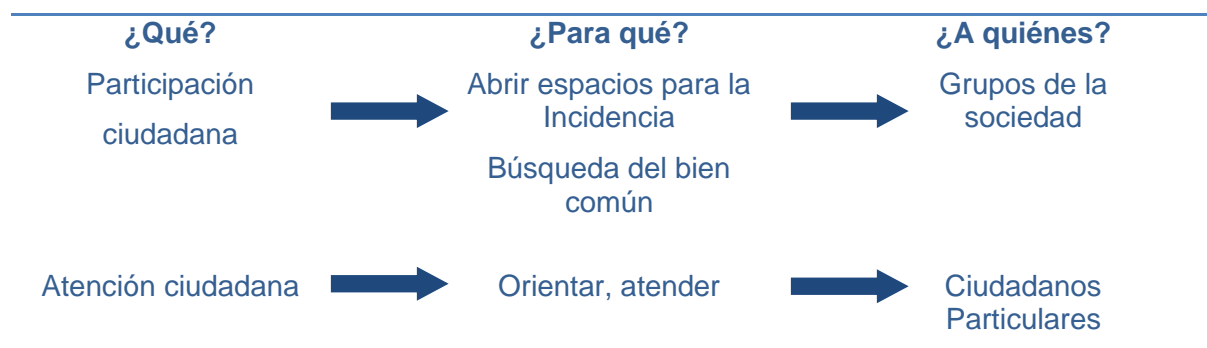 ¿Qué? ¿Para qué? ¿A quiénes?
Participación
ciudadana
Abrir espacios para la
Incidencia
Búsqueda del bien
común
Grupos de la
sociedad
Atención ciudadana
Orientar, atender
Ciudadanos
Particulares